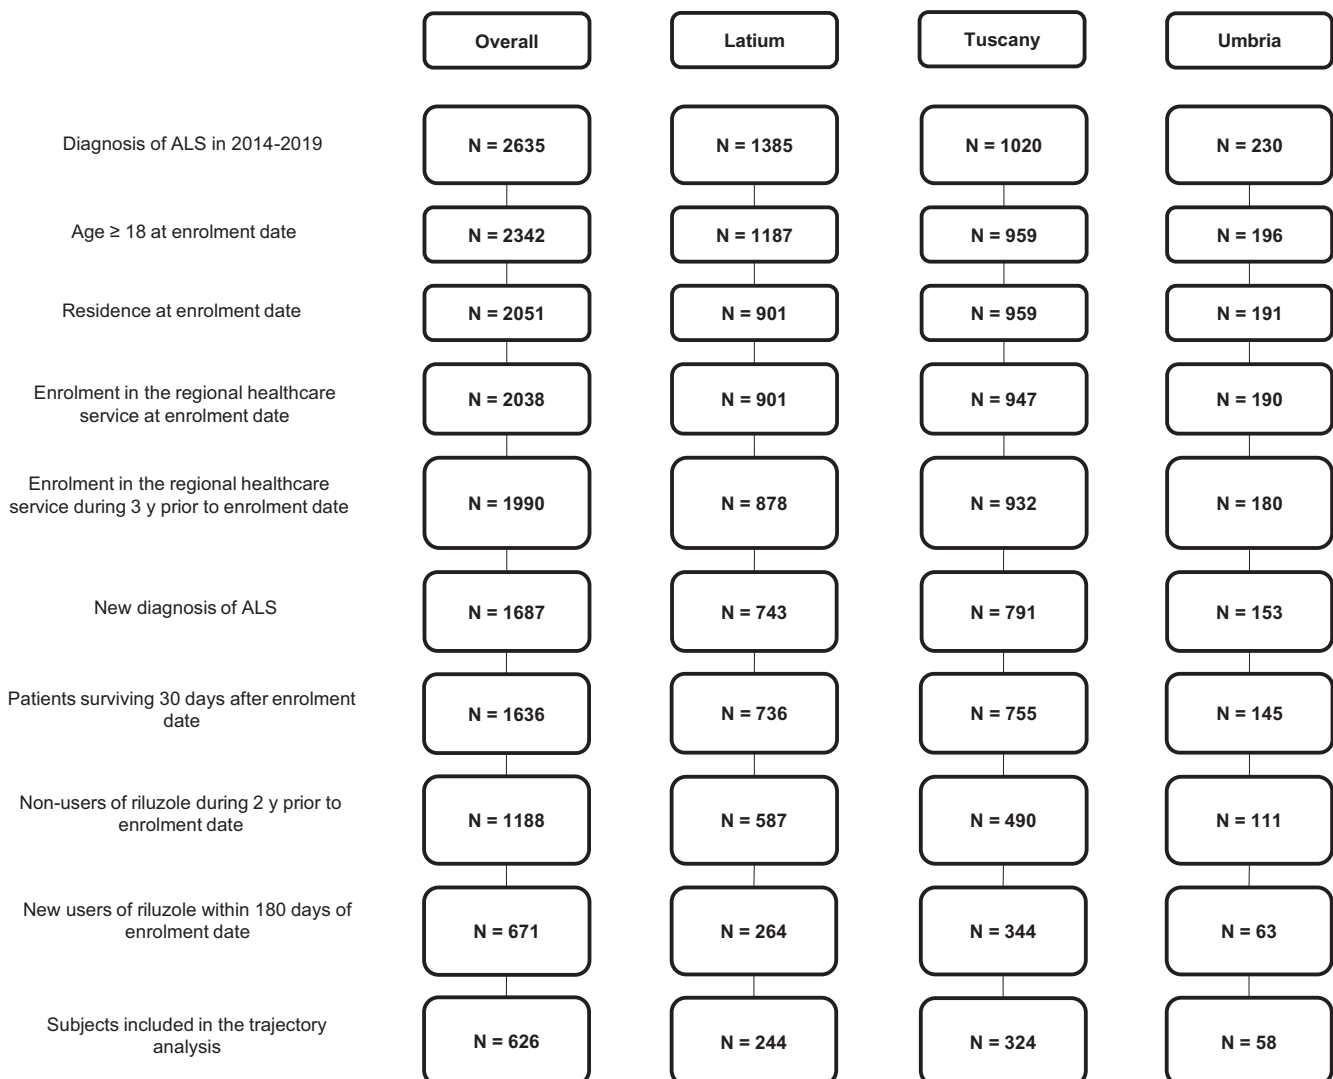 Overall
Latium
Tuscany
Umbria
Diagnosis of ALS in 2014-2019
N = 2635
N = 1385
N = 1020
N = 230
Age ≥ 18 at enrolment date
N = 2342
N = 1187
N = 959
N = 196
Residence at enrolment date
N = 2051
N = 901
N = 959
N = 191
Enrolment in the regional healthcare
service at enrolment date
N = 2038
N = 901
N = 947
N = 190
Enrolment in the regional healthcare
service during 3 y prior to enrolment date
N = 1990
N = 878
N = 932
N = 180
New diagnosis of ALS
N = 1687
N = 743
N = 791
N = 153
Patients surviving 30 days after enrolment
date
N = 1636
N = 736
N = 755
N = 145
Non-users of riluzole during 2 y prior to
enrolment date
N = 1188
N = 587
N = 490
N = 111
New users of riluzole within 180 days of
enrolment date
N = 671
N = 264
N = 344
N = 63
Subjects included in the trajectory
analysis
N = 626
N = 244
N = 324
N = 58